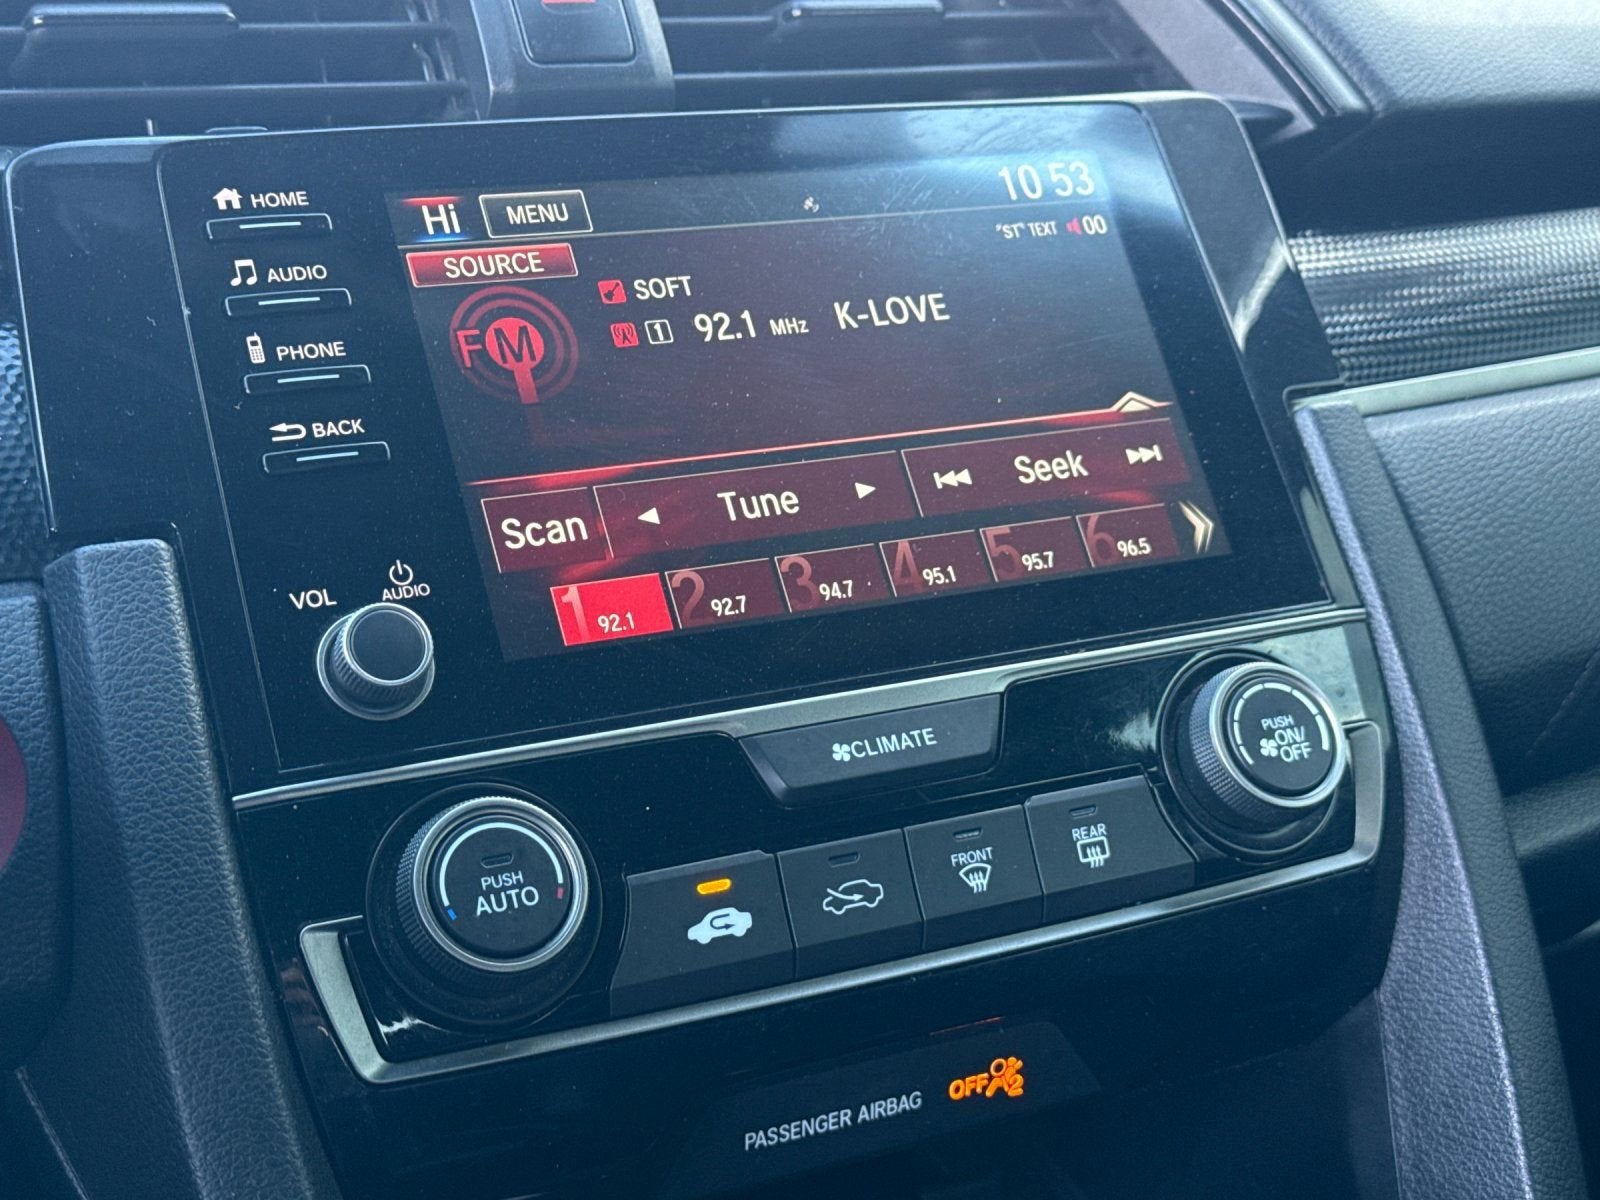 HOME
AUDIO
PHONE
BACK
VOL
AUDIO
Hi MENU 10 53
"ST" TEXT 00
SOURCE
FM
SOFT
1 92.1 MHz K-LOVE
Scan Tune Seek
1 92.1 2 92.7 3 94.7 4 95.1 5 95.7 6 96.5
CLIMATE
PUSH
AUTO
FRONT
REAR
PUSH
ON/
OFF
PASSENGER AIRBAG OFF 2